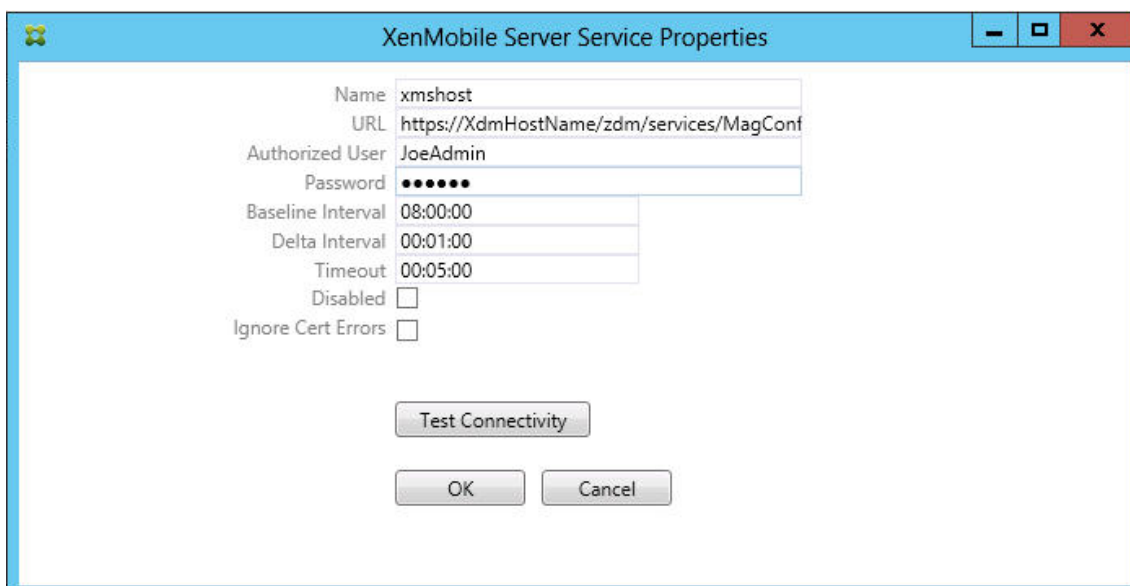 XenMobile Server Service Properties
x
Name xmshost
URL https://XdmHostName/zdm/services/MagConf
Authorized User JoeAdmin
Password ●●●●●●
Baseline Interval 08:00:00
Delta Interval 00:01:00
Timeout 00:05:00
Disabled
Ignore Cert Errors
Test Connectivity
OK Cancel